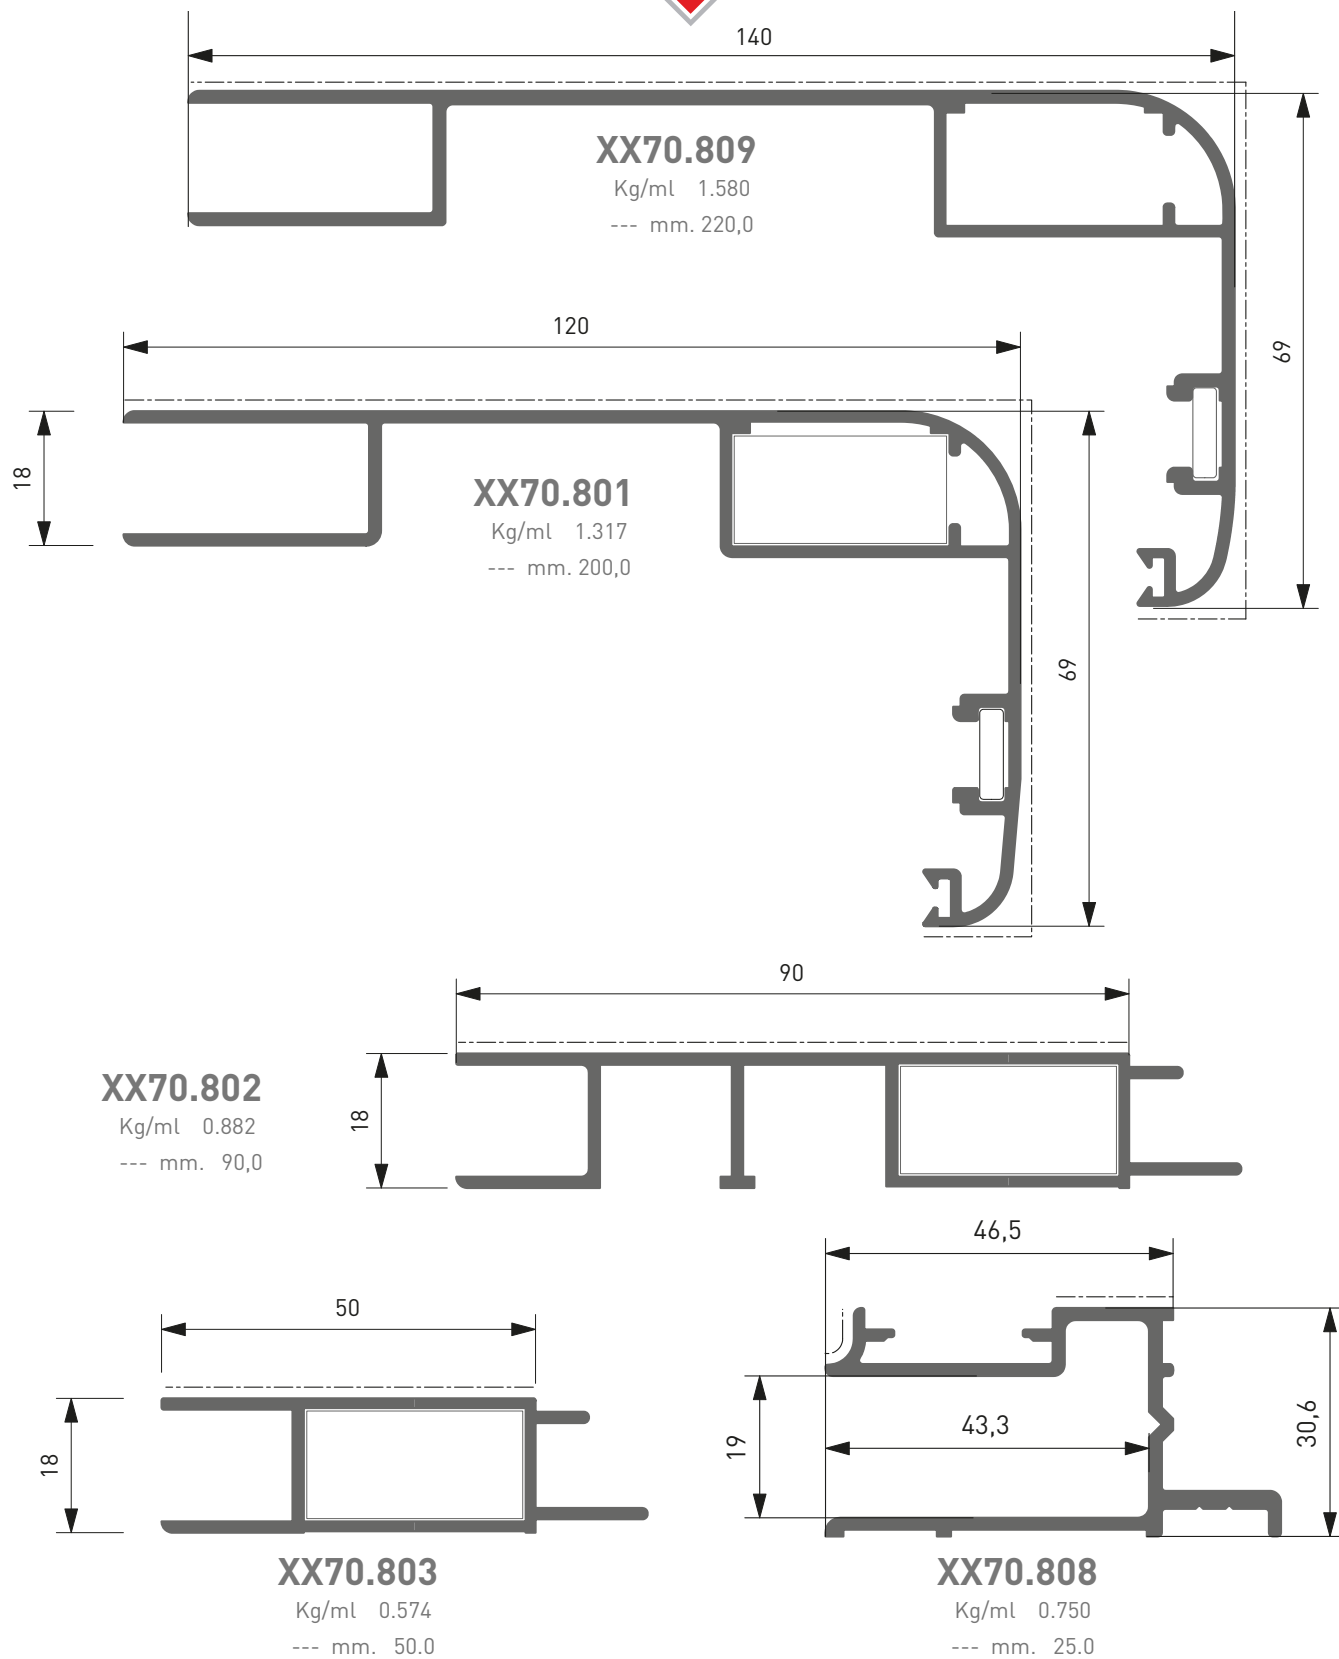 140
XX70.809
Kg/ml 1.580
--- mm. 220,0
69
120
18
XX70.801
Kg/ml 1.317
--- mm. 200,0
69
90
XX70.802
Kg/ml 0.882
--- mm. 90,0
18
46,5
50
18
19
43,3
30,6
XX70.803
Kg/ml 0.574
--- mm. 50.0
XX70.808
Kg/ml 0.750
--- mm. 25.0